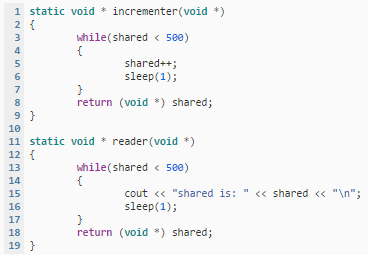 1 static void * incrementer(void *)
2 {
3 while(shared < 500)
4 {
5 shared++;
6 sleep(1);
7 }
8 return (void *) shared;
9 }
10
11 static void * reader(void *)
12 {
13 while(shared < 500)
14 {
15 cout << "shared is: " << shared << "\n";
16 sleep(1);
17 }
18 return (void *) shared;
19 }